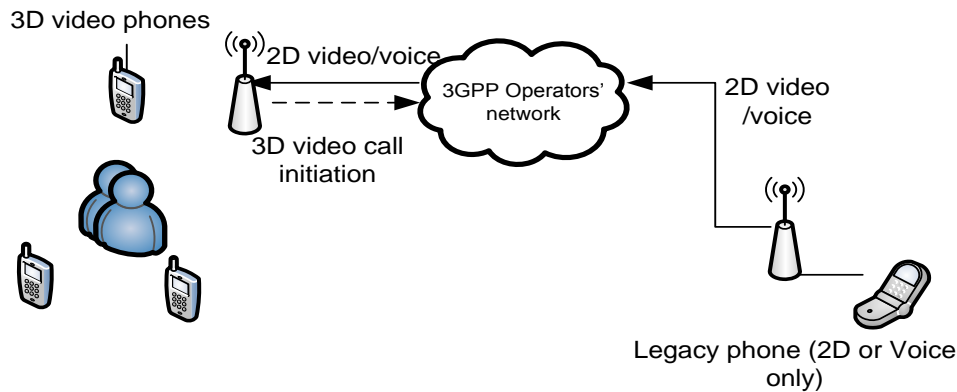 3D video phones
2D video/voice
3GPP Operators'
network
2D video
/voice
3D video call
initiation
Legacy phone (2D or Voice
only)